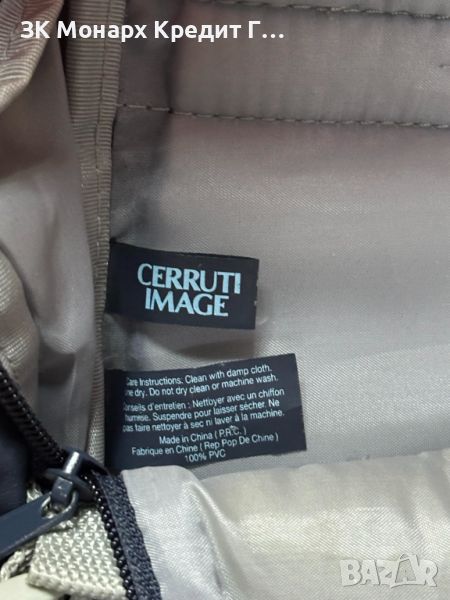 ЗК Монарх Кредит Г...
CERRUTI
IMAGE
Care Instructions: Clean with damp cloth.
dry. Do not dry clean or machine wash.
d'entretien : Nettoyer avec un chiffon
Suspendre pour laisser sécher. Ne
pas faire nettoyer à sec ni laver à la machine.
Made in China ( P.R.C. )
Fabrique en Chine ( Rep Pop De Chine )
100% PVC
BAZAR